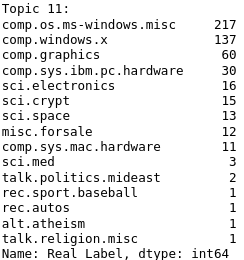 Topic 11:
comp.os.ms-windows.misc     217
comp.windows.x              137
comp.graphics                60
comp.sys.ibm.pc.hardware     30
sci.electronics              16
sci.crypt                    15
sci.space                    13
misc.forsale                 12
comp.sys.mac.hardware        11
sci.med                       3
talk.politics.mideast         2
rec.sport.baseball            1
rec.autos                     1
alt.atheism                   1
talk.religion.misc            1
Name: Real Label, dtype: int64